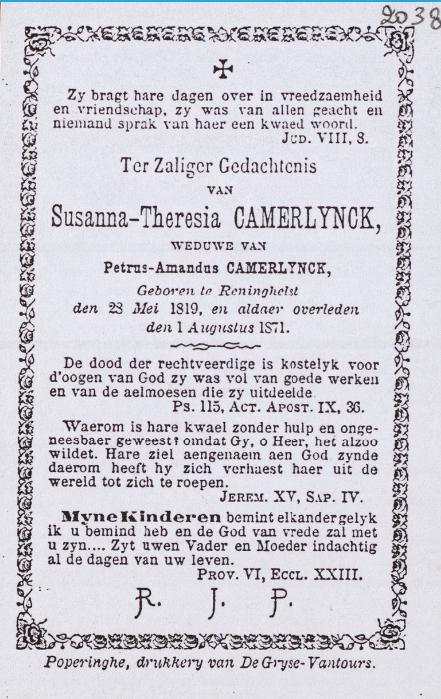 2038
Zy bragt hare dagen over in vreedzaemheid
en vriendschap, zy was van allen geacht en
niemand sprak van haer een kwaed woord.
JUD. VIII, 8.
Ter Zaliger Gedachtenis
VAN
Susanna-Theresia CAMERLYNCK,
WEDUWE VAN
Petrus-Amandus CAMERLYNCK,
Geboren te Reninghelst
den 28 Mei 1819, en aldaer overleden
den 1 Augustus 1871.
De dood der rechtveerdige is kostelyk voor
d'oogen van God zy was vol van goede werken
en van de aelmoesen die zy uitdeelde.
PS. 115, ACT. APOST. IX, 36.
Waerom is hare kwael zonder hulp en onge-
neesbaer geweest? omdat Gy, o Heer, het alzoo
wildet. Hare ziel aengenaem aen God zynde
daerom heeft hy zich verhaest haer uit de
wereld tot zich te roepen.
JEREM. XV, SAP. IV.
Myne Kinderen bemint elkander gelyk
ik u bemind heb en de God van vrede zal met
u zyn.... Zyt uwen Vader en Moeder indachtig
al de dagen van uw leven.
PROV. VI, ECCL. XXIII.
R. J. P.
Poperinghe, drukkery van De Gryse-Vantours.